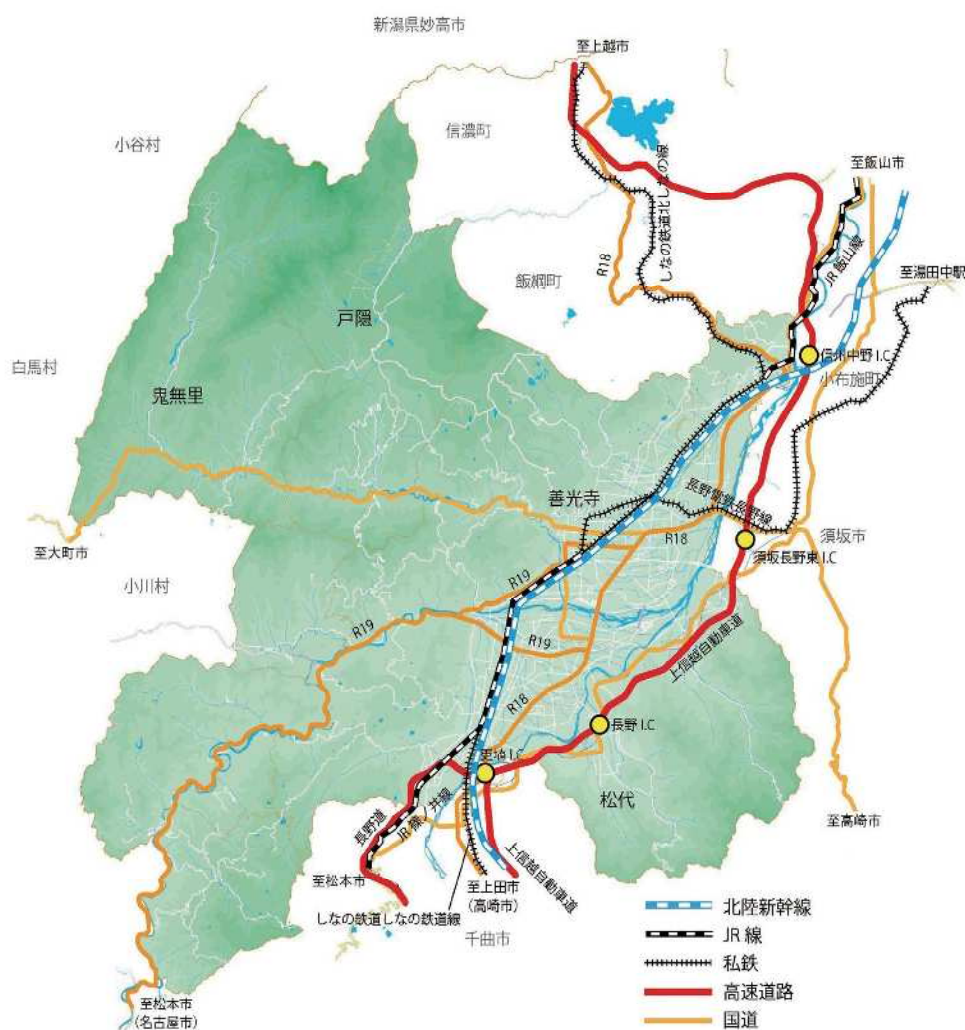 新潟県妙高市
至上越市
小谷村
信濃町
至飯山市
しなの鉄道北しなの線
JR飯山線
至湯田中駅
R18
飯綱町
戸隠
白馬村
鬼無里
信州中野I.C
小布施町
善光寺
長野電鉄長野線
R18
須坂市
至大町市
須坂長野東I.C
小川村
R19
R19
R19
上信越自動車道
R18
長野I.C
更埴I.C
松代
長野道
JR篠ノ井線
至高崎市
至松本市
至上田市
(高崎市)
上信越自動車道
しなの鉄道しなの鉄道線
千曲市
北陸新幹線
JR線
私鉄
高速道路
国道
至松本市
(名古屋市)